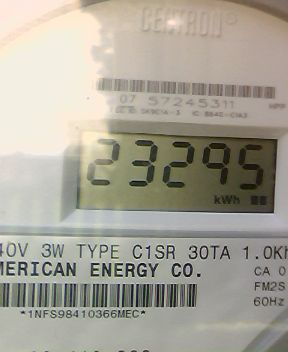 CENTRON®
07 57245311
23295
kWh
40V 3W TYPE C1SR 30TA 1.0Kh
MERICAN ENERGY CO.
CA 0
FM2S
60Hz
*1NFS98410366MEC*